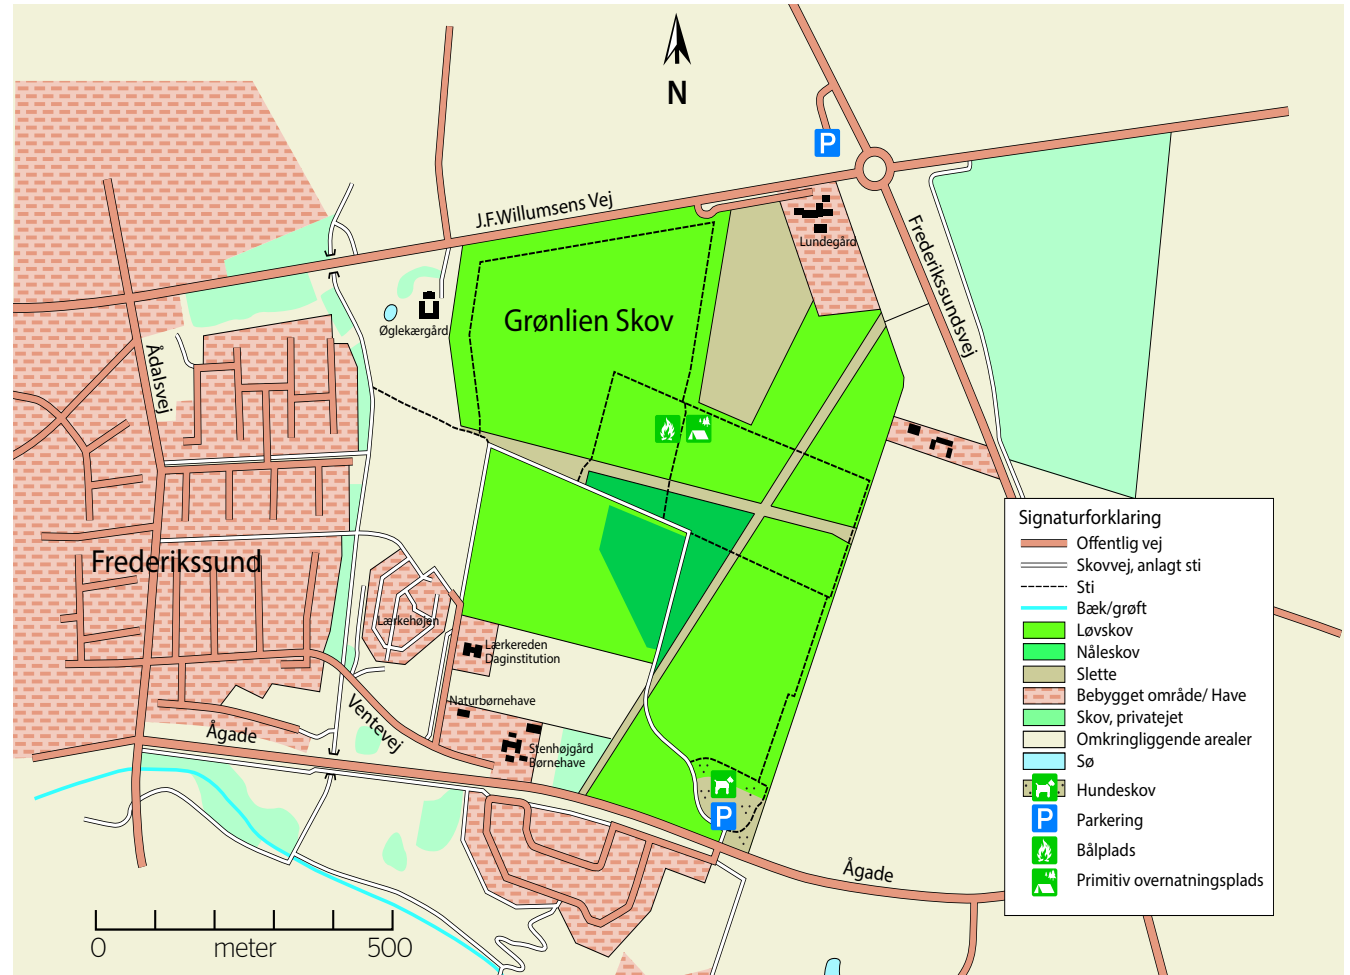 N
P
J.F.Willumsens Vej
Lundegård
Frederikssundsvej
Øglekærgård
Grønlien Skov
Ådalsvej
Frederikssund
Lærkehøjen
Lærkereden
Daginstitution
Naturbørnehave
Stenhøjgård
Børnehave
Ventevej
Ågade
P
Ågade
Signaturforklaring
Offentlig vej
Skovvej, anlagt sti
Sti
Bæk/grøft
Løvskov
Nåleskov
Slette
Bebygget område/ Have
Skov, privatejet
Omkringliggende arealer
Sø
Hundeskov
P Parkering
Bålplads
Primitiv overnatningsplads
0 meter 500